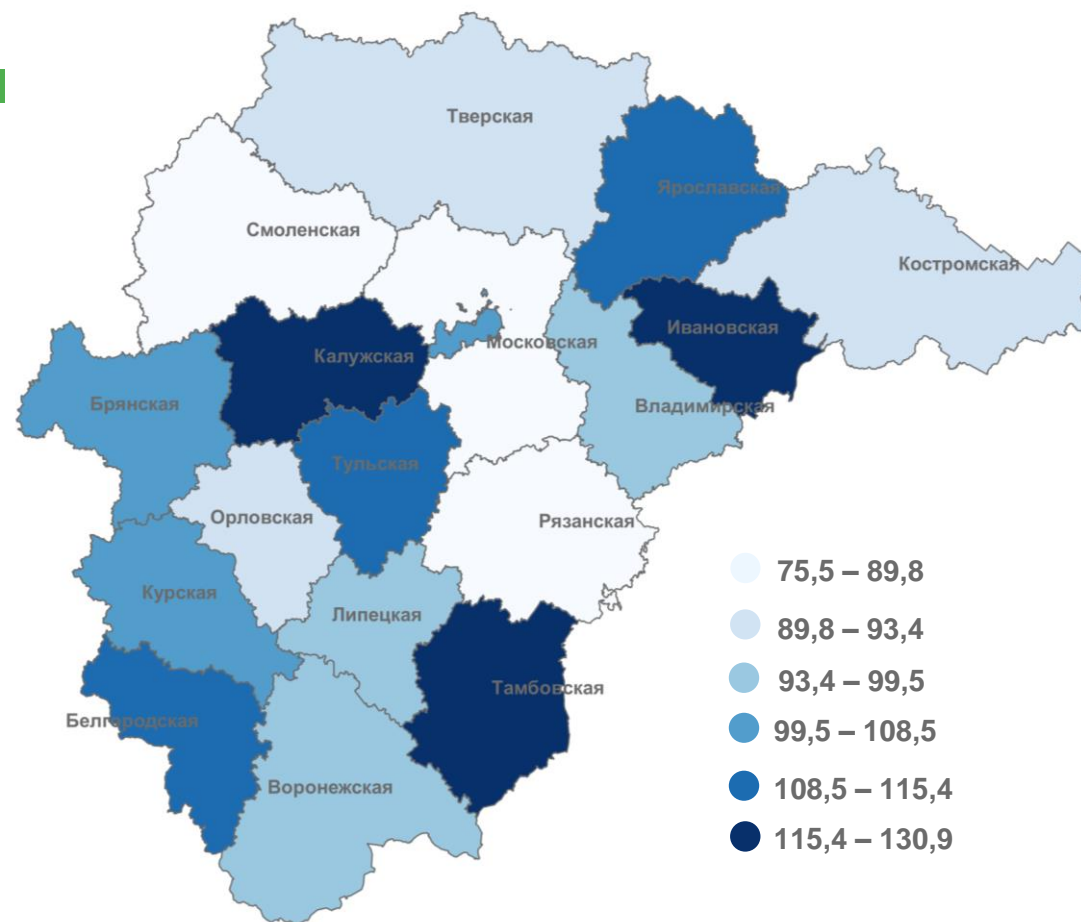 Тверская
Ярославская
Смоленская
Костромская
Ивановская
Московская
Калужская
Брянская
Владимирская
Тульская
Орловская
Рязанская
Курская
Липецкая
Тамбовская
Белгородская
Воронежская
75,5 – 89,8
89,8 – 93,4
93,4 – 99,5
99,5 – 108,5
108,5 – 115,4
115,4 – 130,9